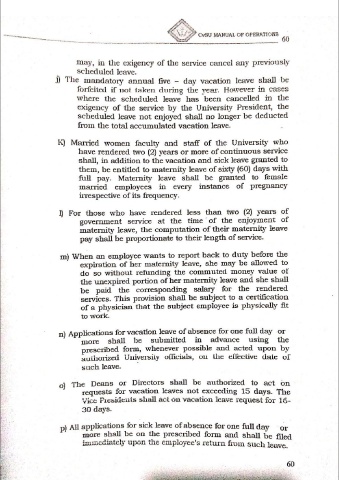 CvSU MANUAL OF OPERATIONS
60
may, in the exigency of the service cancel any previously
scheduled leave.
j) The mandatory annual five – day vacation leave shall be
forfeited if not taken during the year. However in cases
where the scheduled leave has been cancelled in the
exigency of the service by the University President, the
scheduled leave not enjoyed shall no longer be deducted
from the total accumulated vacation leave.
K) Married women faculty and staff of the University who
have rendered two (2) years or more of continuous service
shall, in addition to the vacation and sick leave granted to
them, be entitled to maternity leave of sixty (60) days with
full pay. Maternity leave shall be granted to female
married employees in every instance of pregnancy
irrespective of its frequency.
l) For those who have rendered less than two (2) years of
government service at the time of the enjoyment of
maternity leave, the computation of their maternity leave
pay shall be proportionate to their length of service.
m) When an employee wants to report back to duty before the
expiration of her maternity leave, she may be allowed to
do so without refunding the commuted money value of
the unexpired portion of her maternity leave and she shall
be paid the corresponding salary for the rendered
services. This provision shall be subject to a certification
of a physician that the subject employee is physically fit
to work.
n) Applications for vacation leave of absence for one full day or
more shall be submitted in advance using the
prescribed form, whenever possible and acted upon by
authorized University officials, on the effective date of
such leave.
o) The Deans or Directors shall be authorized to act on
requests for vacation leaves not exceeding 15 days. The
Vice Presidents shall act on vacation leave request for 16-
30 days.
p) All applications for sick leave of absence for one full day or
more shall be on the prescribed form and shall be filed
immediately upon the employee's return from such leave.
60